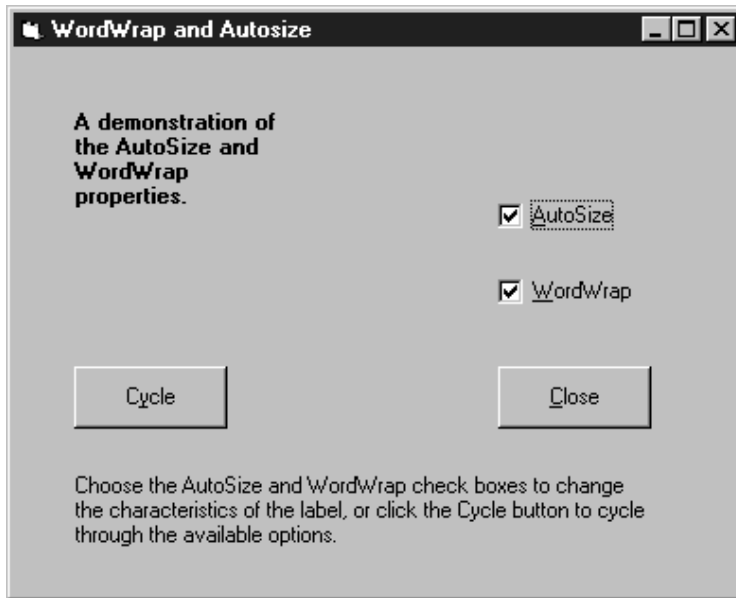 WordWrap and Autosize
A demonstration of
the AutoSize and
WordWrap
properties.
AutoSize
WordWrap
Cycle
Close
Choose the AutoSize and WordWrap check boxes to change
the characteristics of the label, or click the Cycle button to cycle
through the available options.